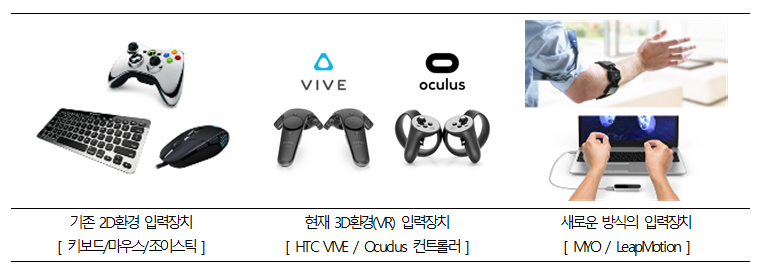 VIVE
oculus
기존 2D환경 입력장치
[ 키보드/마우스/조이스틱 ]
현재 3D환경(VR) 입력장치
[ HTC VIVE / Ocuclus 컨트롤러 ]
새로운 방식의 입력장치
[ MYO / LeapMotion ]